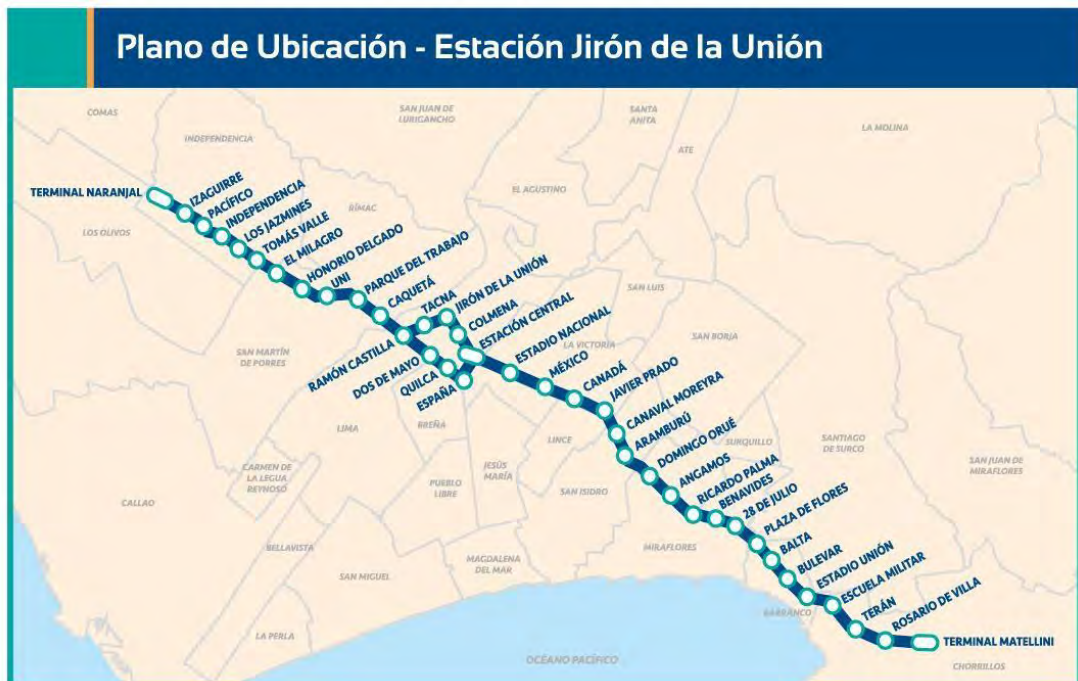 Plano de Ubicación - Estación Jirón de la Unión
COMAS
INDEPENDENCIA
SAN JUAN DE
LURIGANCHO
SANTA
ANITA
ATE
LA MOLINA
EL AGUSTINO
RÍMAC
LOS OLIVOS
TERMINAL NARANJAL
IZAGUIRRE
PACÍFICO
INDEPENDENCIA
LOS JAZMINES
TOMÁS VALLE
EL MILAGRO
HONORIO DELGADO
UNI
PARQUE DEL TRABAJO
CAQUETÁ
RAMÓN CASTILLA
TACNA
JIRÓN DE LA UNIÓN
COLMENA
DOS DE MAYO
QUILCA
ESPAÑA
ESTACIÓN CENTRAL
ESTADIO NACIONAL
MÉXICO
CANADÁ
JAVIER PRADO
CANAVAL MOREYRA
ARAMBURÚ
DOMINGO ORUÉ
ANGAMOS
RICARDO PALMA
BENAVIDES
28 DE JULIO
PLAZA DE FLORES
BALTA
BULEVAR
ESTADIO UNIÓN
ESCUELA MILITAR
TERÁN
ROSARIO DE VILLA
TERMINAL MATELLINI
SAN LUIS
SAN BORJA
LA VICTORIA
SAN MARTÍN
DE PORRES
LIMA
BREÑA
LINCE
SURQUILLO
SANTIAGO
DE SURCO
SAN JUAN DE
MIRAFLORES
CARMEN DE
LA LEGUA
REYNOSO
PUEBLO
LIBRE
JESÚS
MARÍA
SAN ISIDRO
CALLAO
BELLAVISTA
SAN MIGUEL
MAGDALENA
DEL MAR
MIRAFLORES
BARRANCO
LA PERLA
OCÉANO PACÍFICO
CHORRILLOS